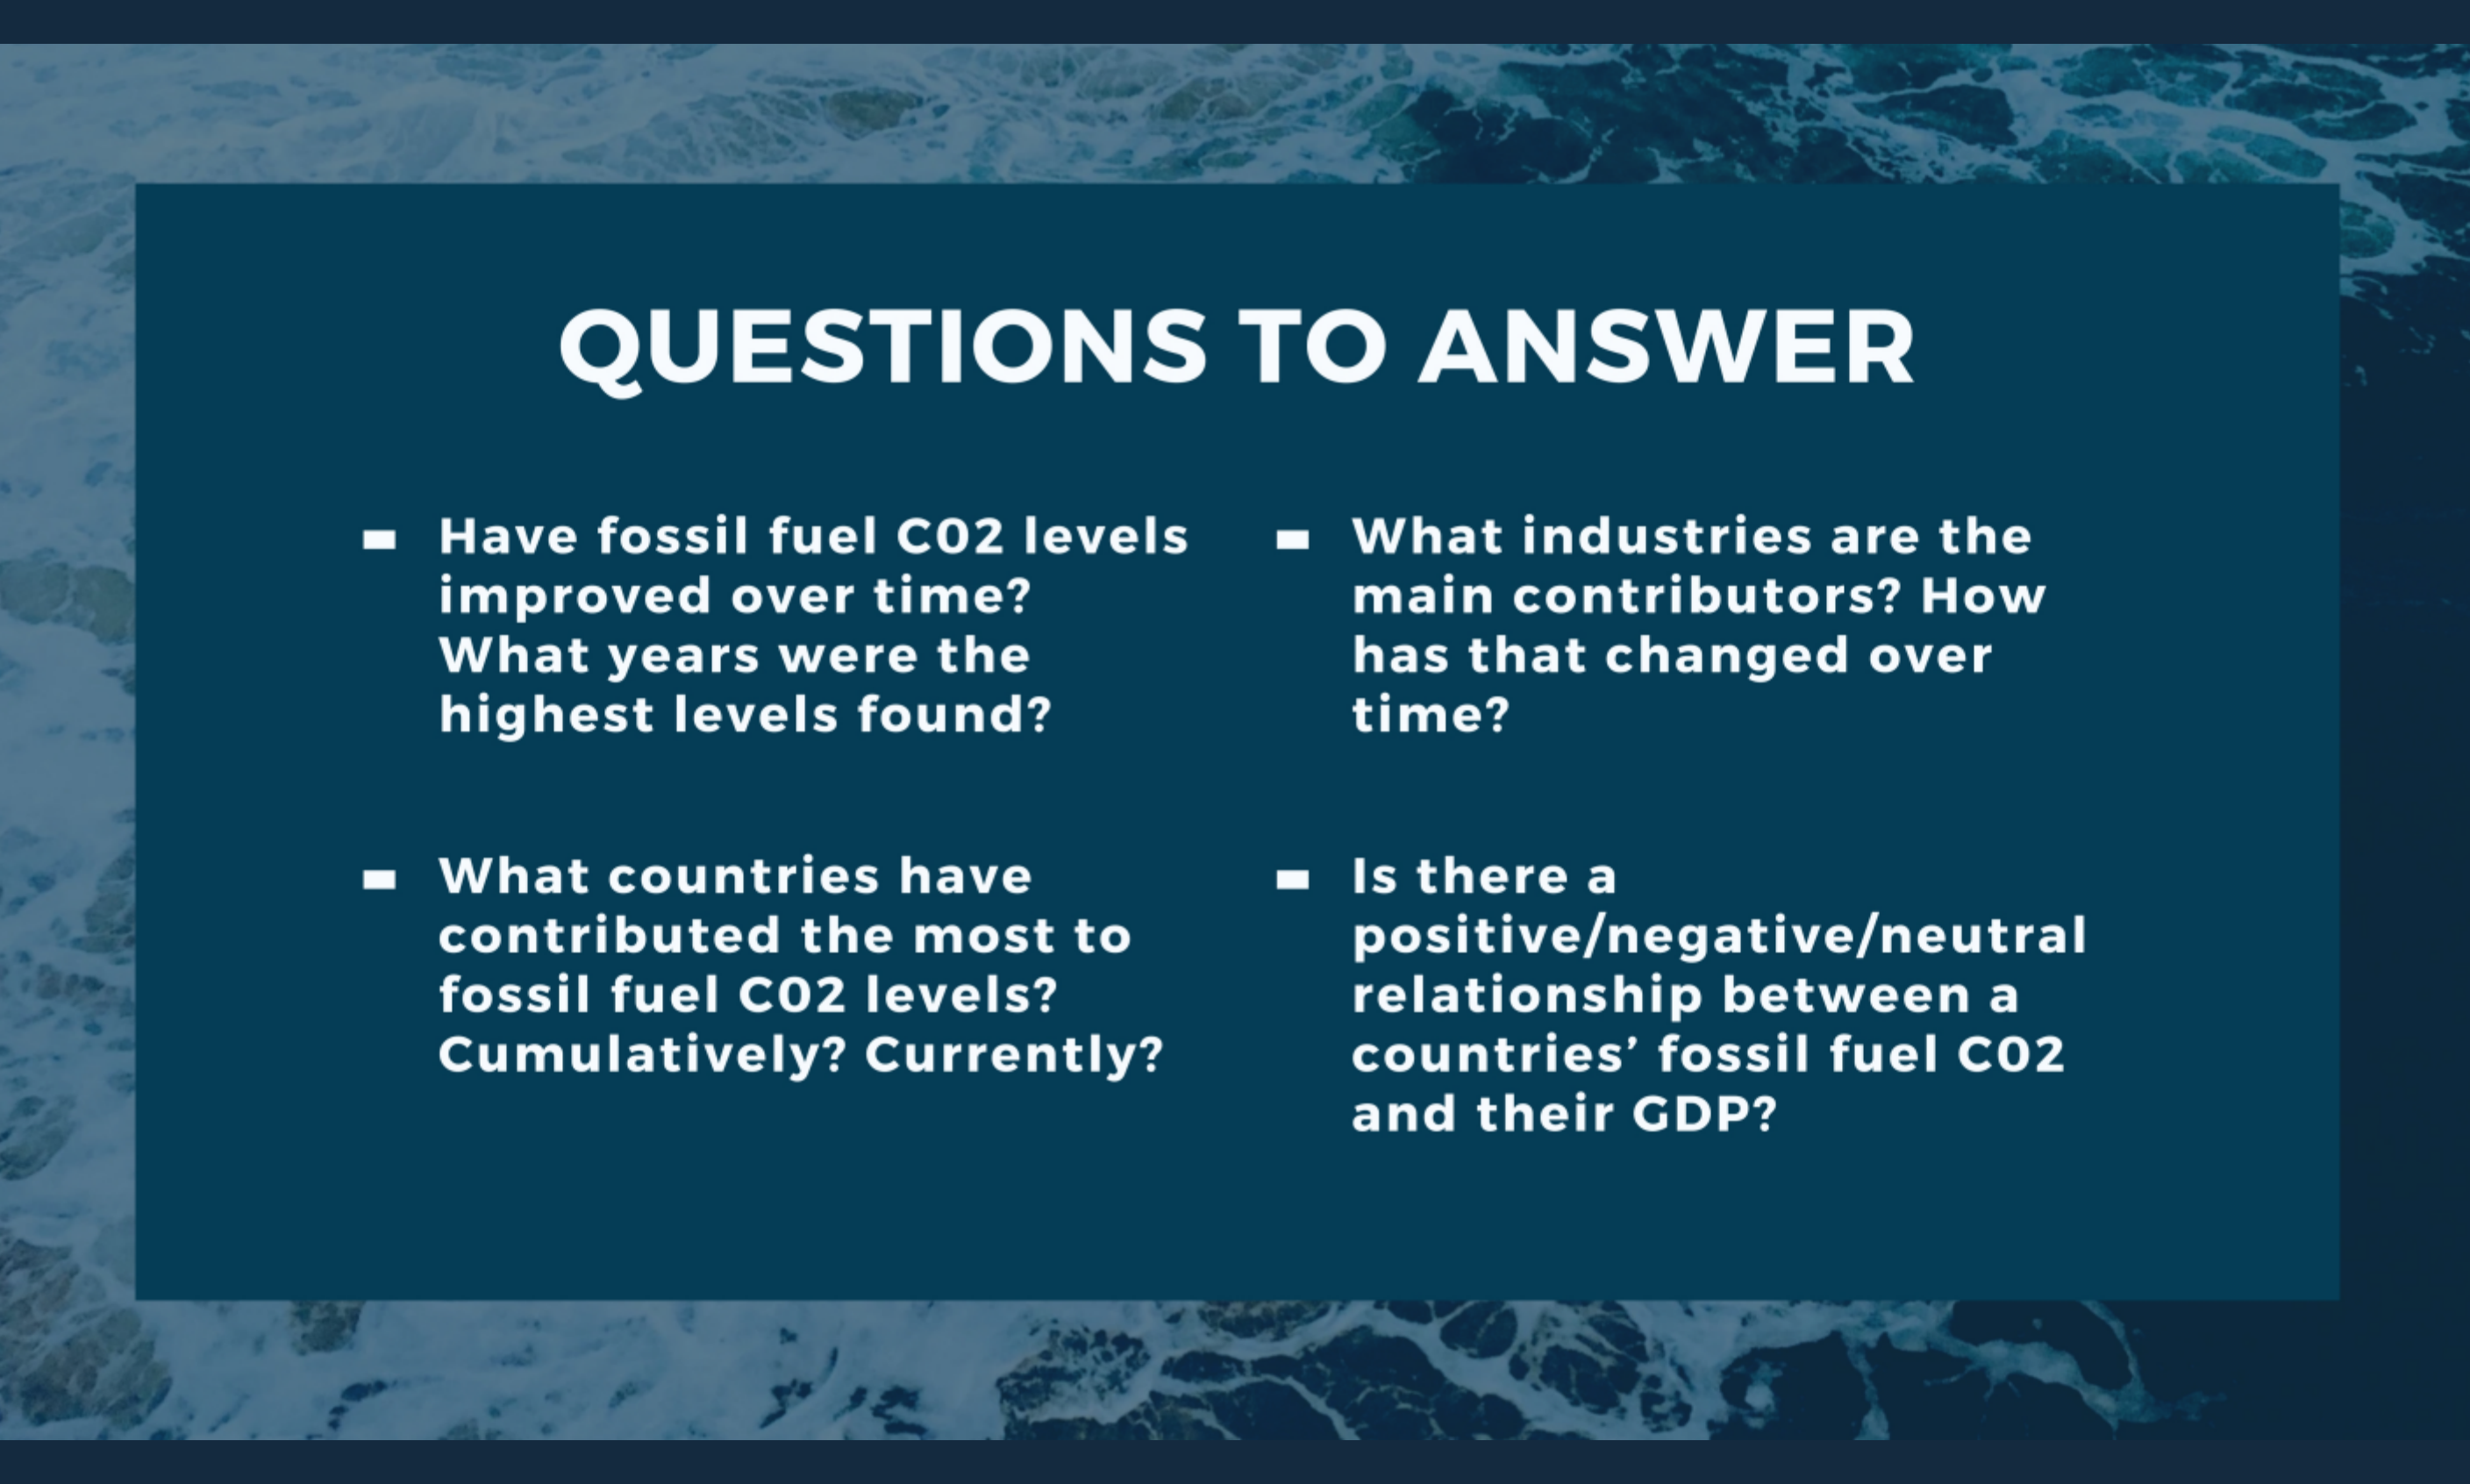 QUESTIONS TO ANSWER
- Have fossil fuel C02 levels
improved over time?
What years were the
highest levels found?
- What countries have
contributed the most to
fossil fuel C02 levels?
Cumulatively? Currently?
- What industries are the
main contributors? How
has that changed over
time?
- Is there a
positive/negative/neutral
relationship between a
countries’ fossil fuel C02
and their GDP?